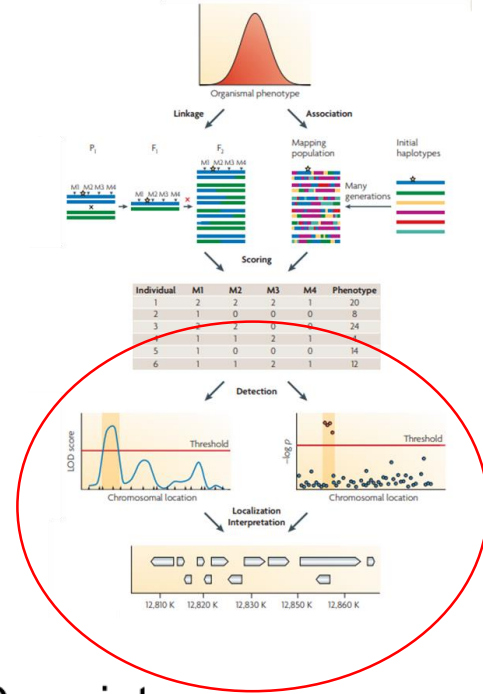 Organismal phenotype
Linkage Association
P1 F1 F2 Mapping population Initial haplotypes
M1 M2 M3 M4
M1 M2 M3 M4 M1 M2 M3 M4
x x
Many generations
Scoring
Individual M1 M2 M3 M4 Phenotype
1 2 2 2 1 20
2 1 0 0 0 8
3 2 2 0 0 24
4 1 1 2 1 4
5 1 0 0 0 14
6 1 1 2 1 12
Detection
LOD score Threshold −log p Threshold
Chromosomal location Chromosomal location
Localization
Interpretation
12,810 K 12,820 K 12,830 K 12,850 K 12,860 K